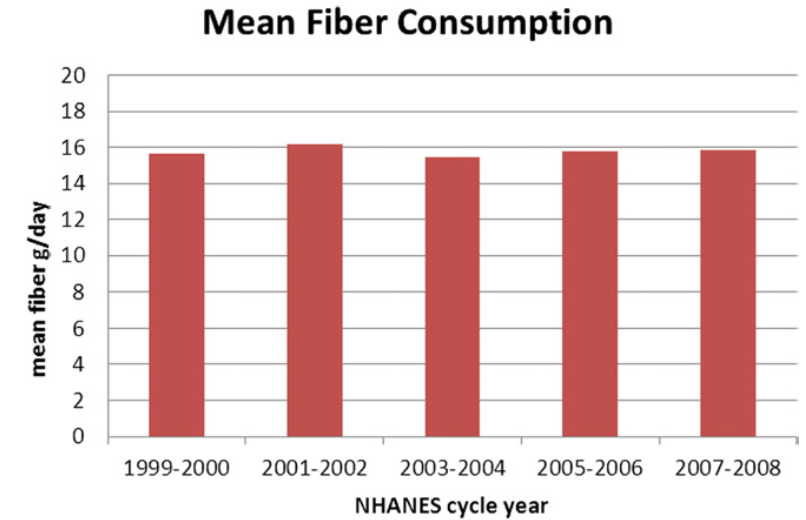 Mean Fiber Consumption
mean fiber g/day
20
18
16
14
12
10
8
6
4
2
0
1999-2000 2001-2002 2003-2004 2005-2006 2007-2008
NHANES cycle year